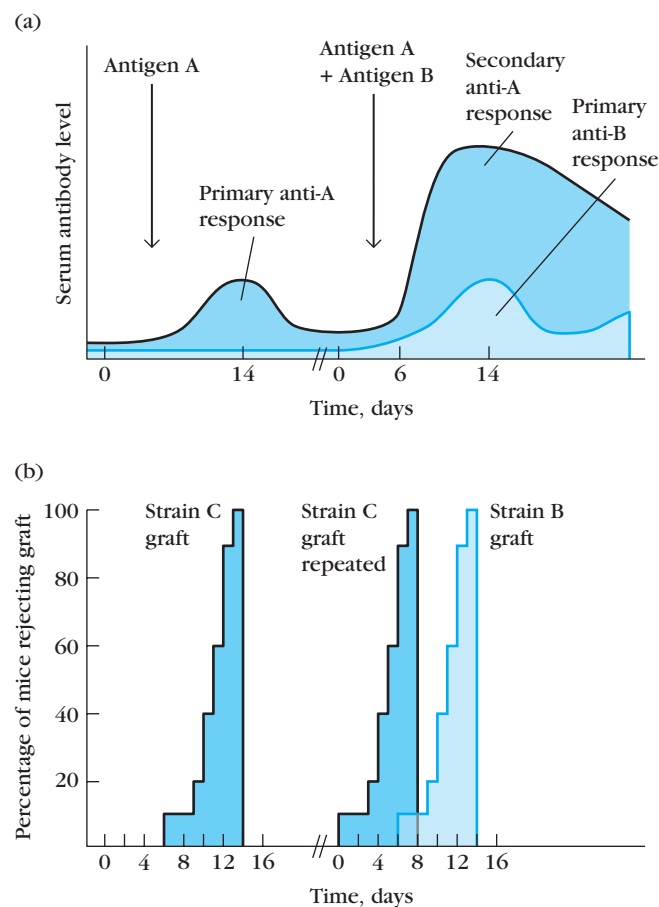 (a)
Antigen A
Antigen A
+ Antigen B
Secondary
anti-A
response
Primary
anti-B
response
Primary anti-A
response
Serum antibody level
0 14 0 6 14
Time, days
(b)
Percentage of mice rejecting graft
100
80
60
40
20
Strain C
graft
Strain C
graft
repeated
Strain B
graft
0 4 8 12 16 0 4 8 12 16
Time, days